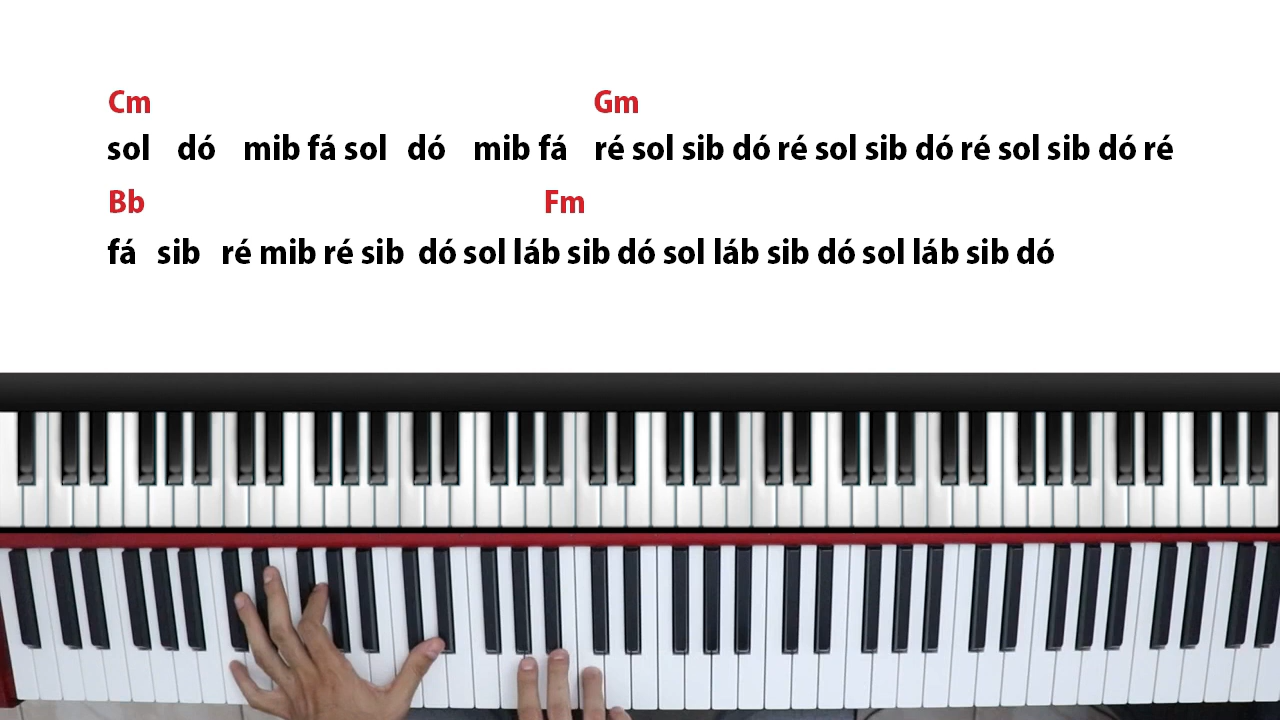 Cm Gm
sol dó mib fá sol dó mib fá ré sol sib dó ré sol sib dó ré sol sib dó ré
Bb Fm
fá sib ré mib ré sib dó sol láb sib dó sol láb sib dó sol láb sib dó